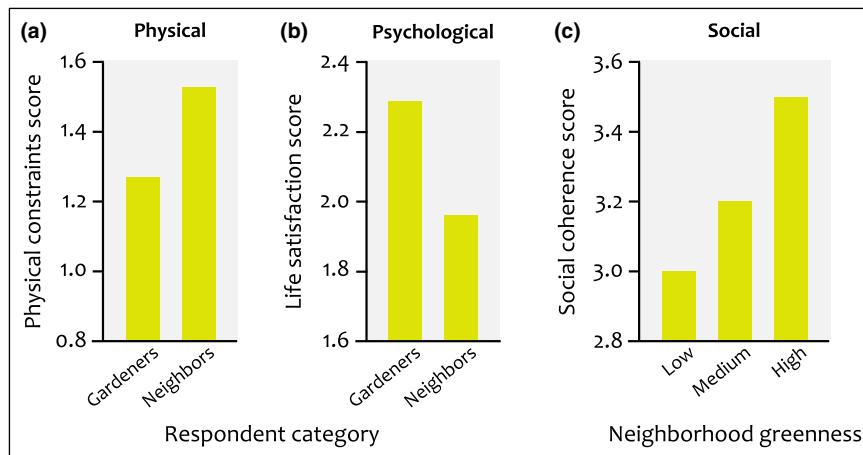 (a) Physical
Physical constraints score
1.6
1.4
1.2
1.0
0.8
Gardeners
Neighbors
(b) Psychological
Life satisfaction score
2.4
2.2
2.0
1.8
1.6
Gardeners
Neighbors
Respondent category
(c) Social
Social coherence score
3.6
3.4
3.2
3.0
2.8
Low
Medium
High
Neighborhood greenness